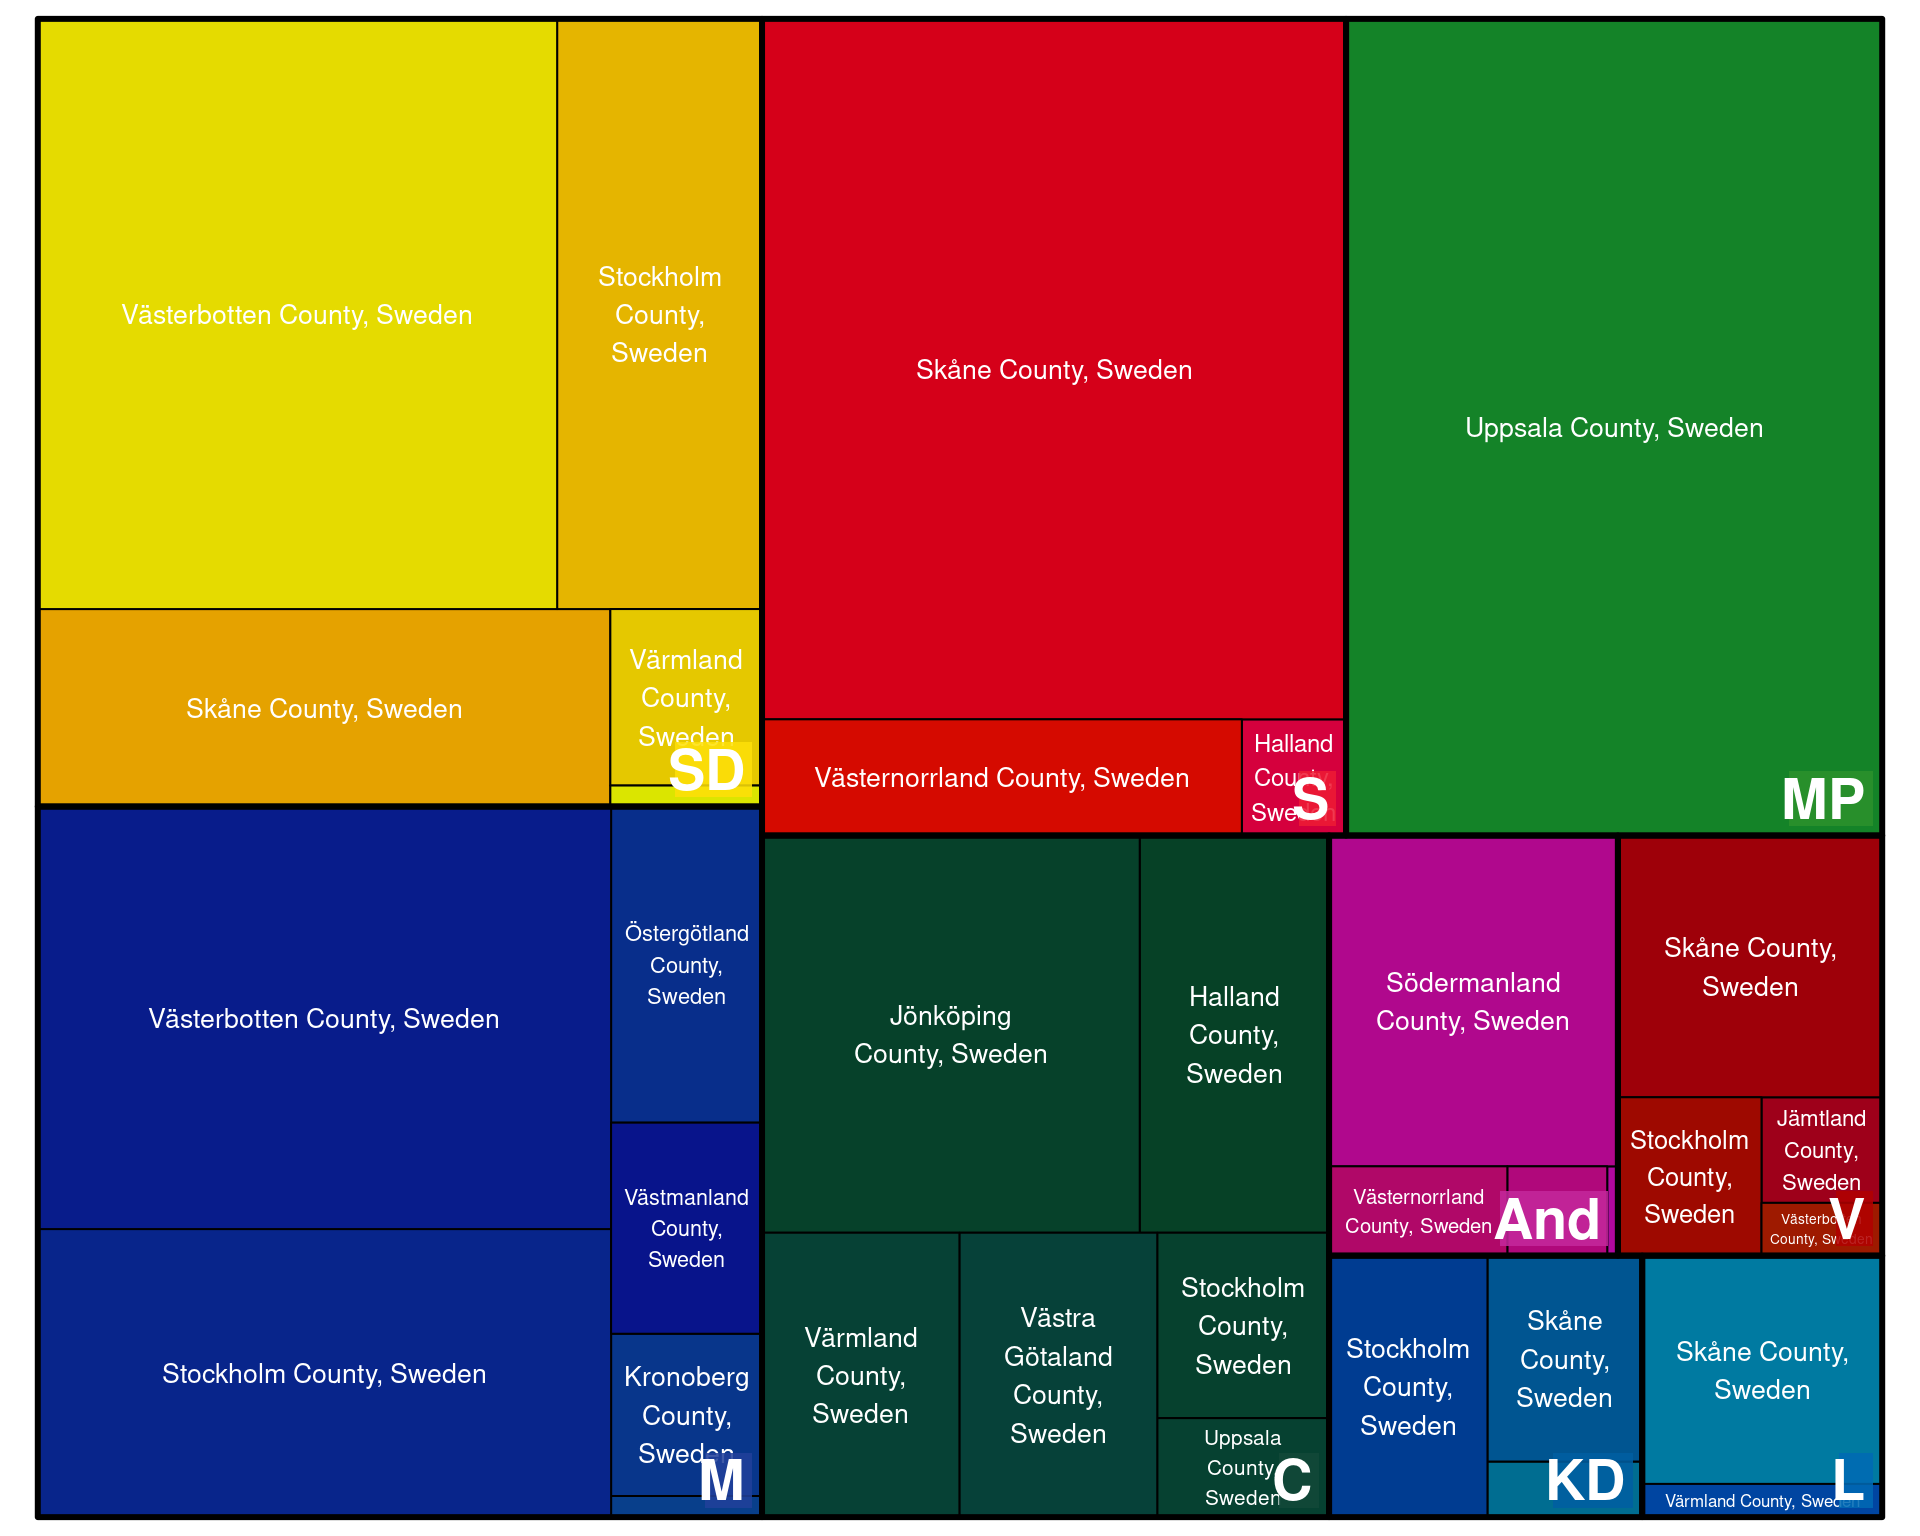 Västerbotten County, Sweden
Stockholm
County,
Sweden
Skåne County, Sweden
Värmland
County,
Sweden
SD
Skåne County, Sweden
Västernorrland County, Sweden
Halland
County,
Sweden
S
Uppsala County, Sweden
MP
Västerbotten County, Sweden
Östergötland
County,
Sweden
Västmanland
County,
Sweden
Stockholm County, Sweden
Kronoberg
County,
Sweden
M
Jönköping
County, Sweden
Halland
County,
Sweden
Värmland
County,
Sweden
Västra
Götaland
County,
Sweden
Stockholm
County,
Sweden
Uppsala
County,
Sweden
C
Södermanland
County, Sweden
Västernorrland
County, Sweden
And
Skåne County,
Sweden
Stockholm
County,
Sweden
Jämtland
County,
Sweden
Västerbotten
County, Sweden
V
Stockholm
County,
Sweden
Skåne
County,
Sweden
KD
Skåne County,
Sweden
Värmland County, Sweden
L